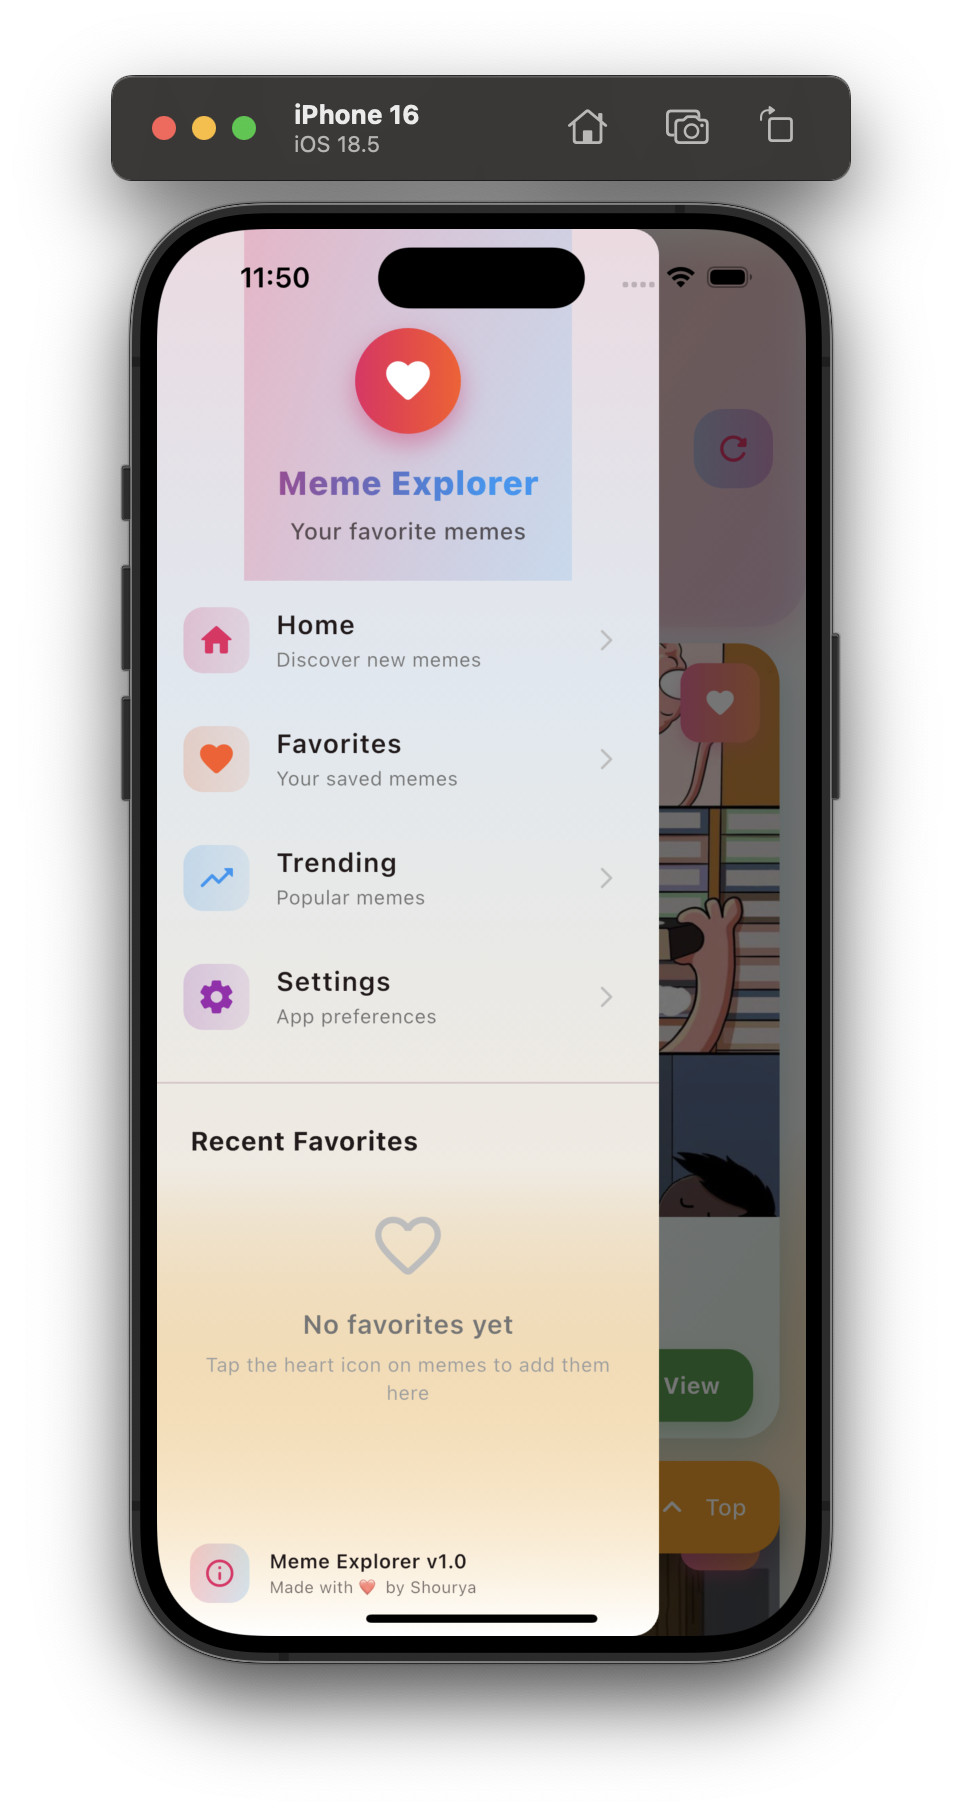 iPhone 16
iOS 18.5
11:50
Meme Explorer
Your favorite memes
Home
Discover new memes
Favorites
Your saved memes
Trending
Popular memes
Settings
App preferences
Recent Favorites
No favorites yet
Tap the heart icon on memes to add them
here
View
Top
Meme Explorer v1.0
Made with ❤️ by Shourya